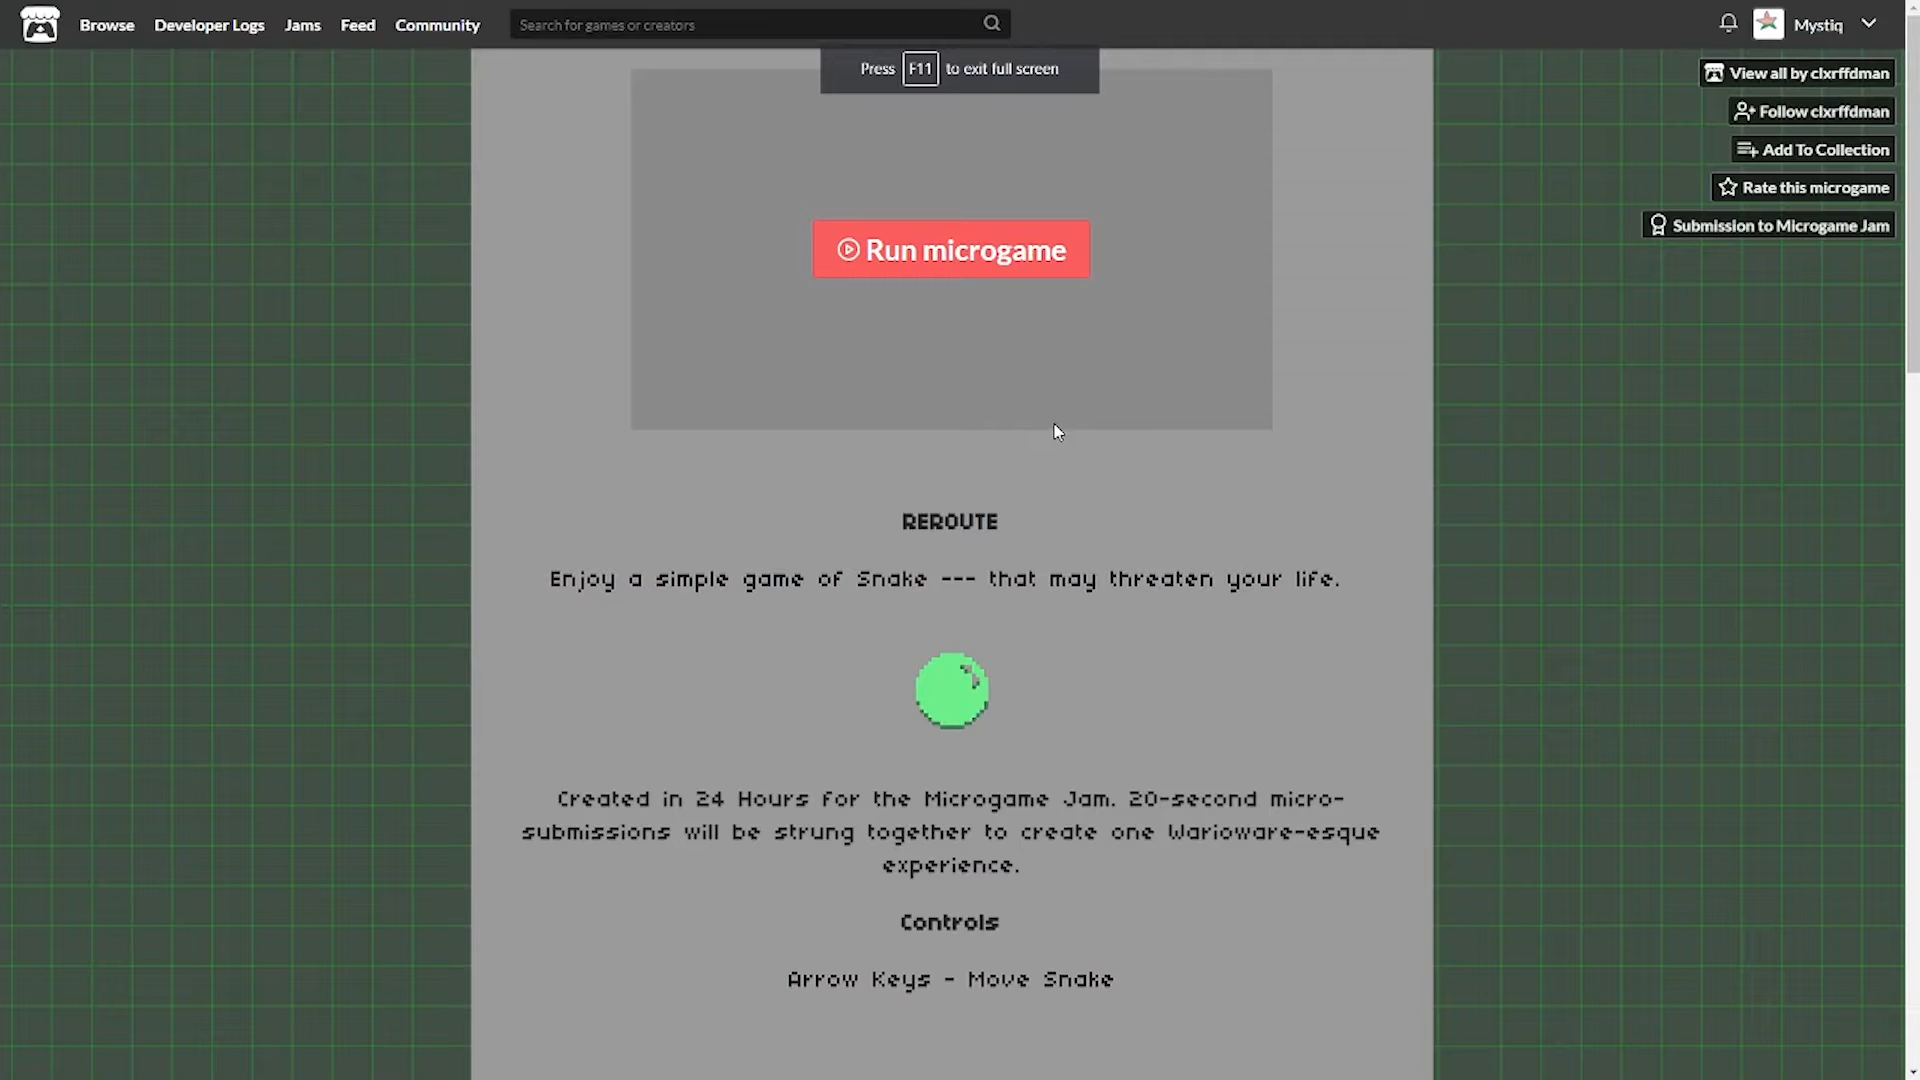 Browse Developer Logs Jams Feed Community Search for games or creators Mystiq
Press F11 to exit full screen
View all by clxrffdman
Follow clxrffdman
Add To Collection
Rate this microgame
Submission to Microgame Jam
Run microgame
REROUTE
Enjoy a simple game of Snake --- that may threaten your life.
Created in 24 Hours for the Microgame Jam. 20-second micro-
submissions will be strung together to create one Warioware-esque
experience.
Controls
Arrow Keys - Move Snake